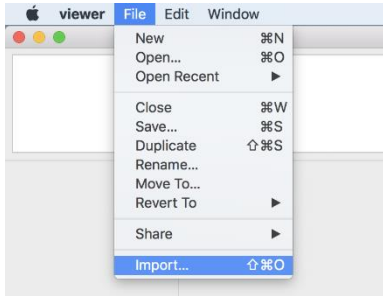 viewer File Edit Window
New ⌘N
Open... ⌘O
Open Recent ▶
Close ⌘W
Save... ⌘S
Duplicate ⇧⌘S
Rename...
Move To...
Revert To ▶
Share ▶
Import... ⇧⌘O